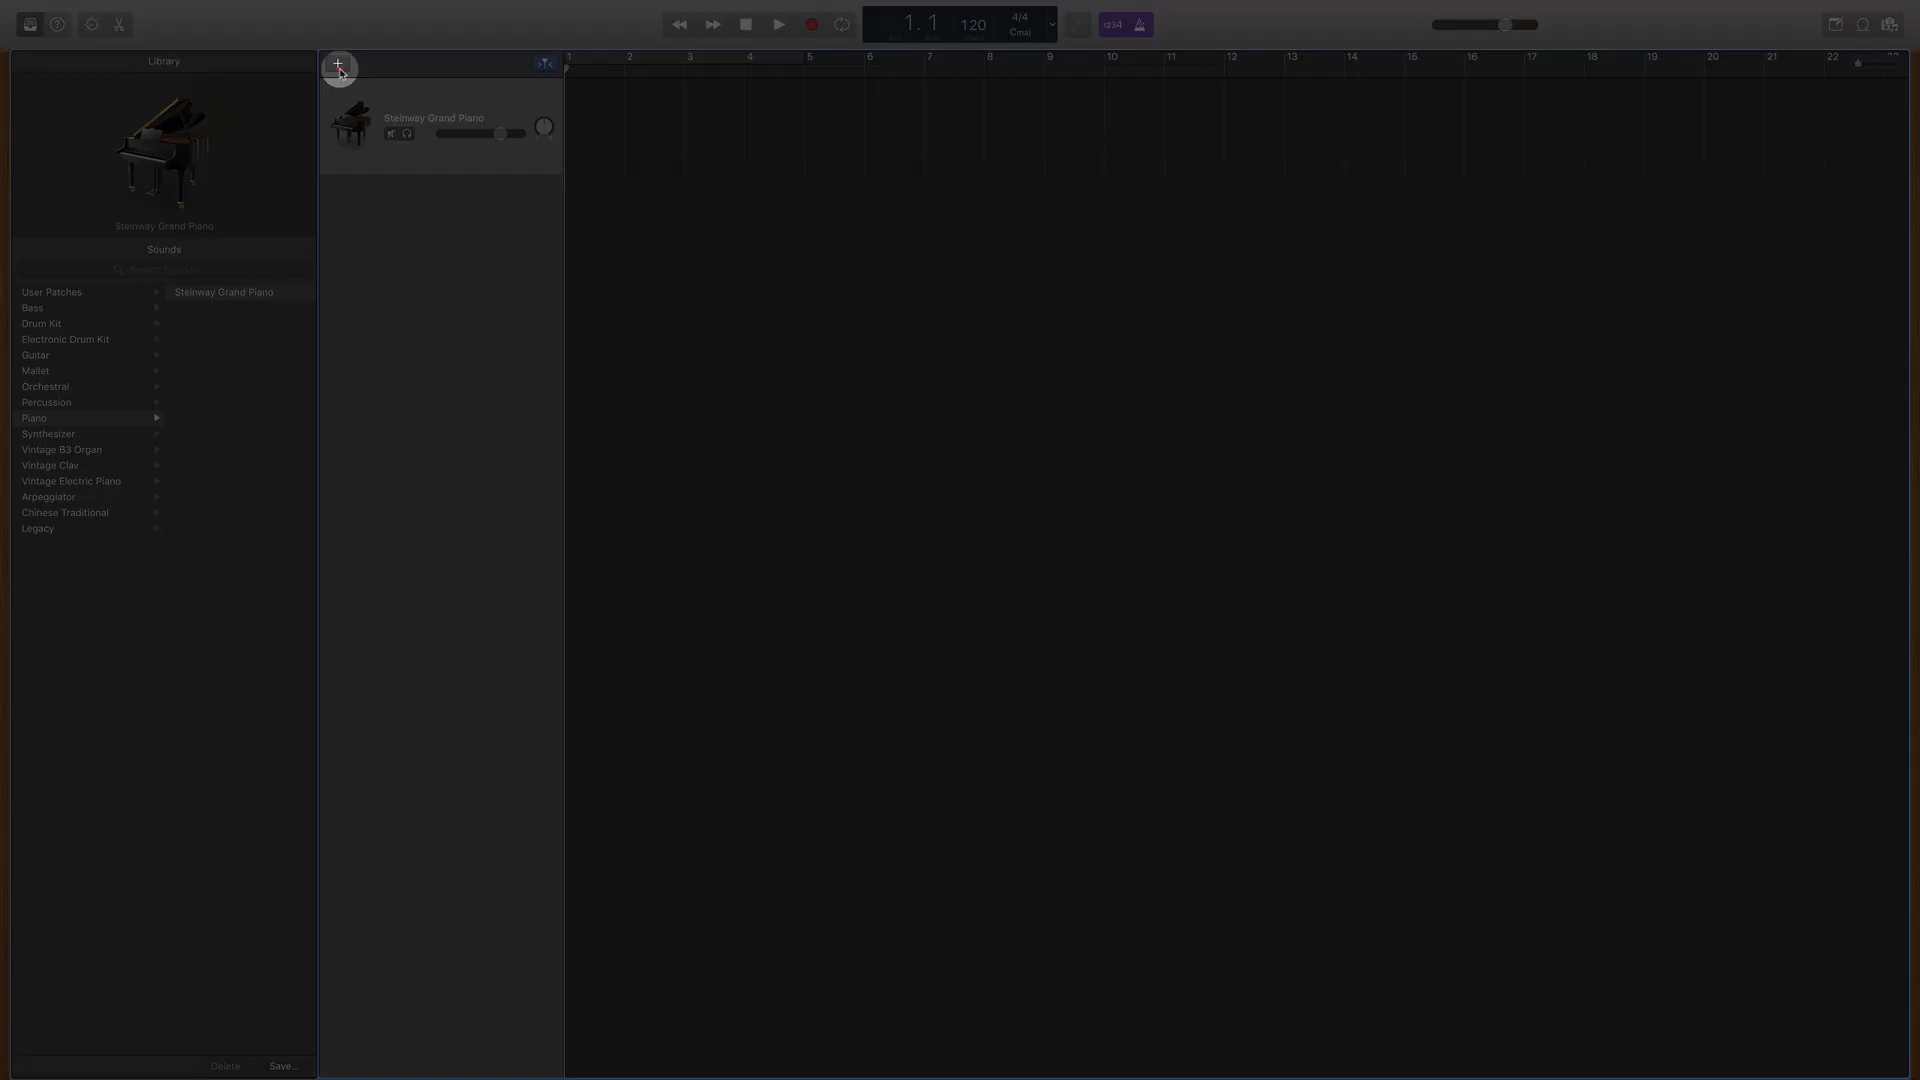 1.1
120
4/4
Cmaj
1234
Library
1 2 3 4 5 6 7 8 9 10 11 12 13 14 15 16 17 18 19 20 21 22
Steinway Grand Piano
Steinway Grand Piano
Sounds
User Patches
Steinway Grand Piano
Bass
Drum Kit
Electronic Drum Kit
Guitar
Mallet
Orchestral
Percussion
Piano
Synthesizer
Vintage B3 Organ
Vintage Clav
Vintage Electric Piano
Arpeggiator
Chinese Traditional
Legacy
Delete
Save...